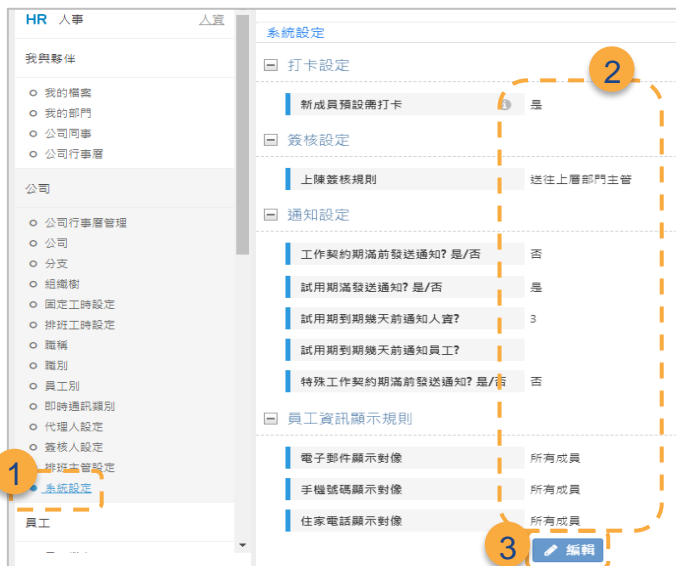 HR 人事 人資
我與夥伴
我的檔案
我的部門
公司同事
公司行事曆
公司
公司行事曆管理
公司
分支
組織樹
固定工時設定
排班工時設定
職稱
職別
員工別
即時通訊類別
代理人設定
簽核人設定
1
排班主管設定
系統設定
員工
系統設定
打卡設定
2
新成員預設需打卡 是
簽核設定
上陳簽核規則 送往上層部門主管
通知設定
工作契約期滿前發送通知? 是/否 否
試用期滿發送通知? 是/否 是
試用期到期幾天前通知人資? 3
試用期到期幾天前通知員工?
特殊工作契約期滿前發送通知? 是/否 否
員工資訊顯示規則
電子郵件顯示對像 所有成員
手機號碼顯示對像 所有成員
住家電話顯示對像 所有成員
3 編輯